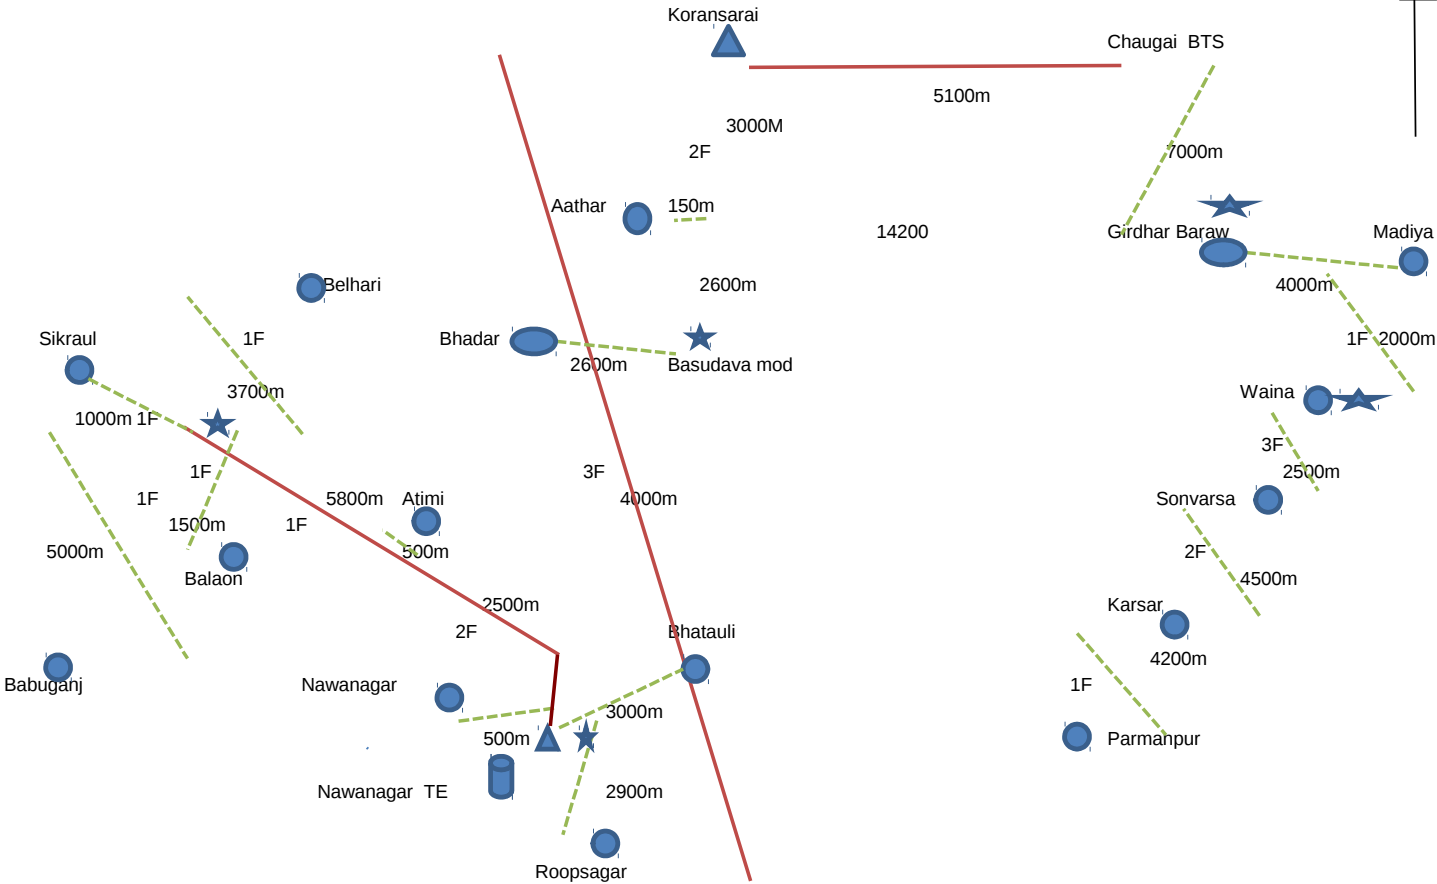 Koransarai
Chaugai  BTS
5100m
3000M
2F
7000m
Aathar
150m
14200
Girdhar Baraw
Madiya
Belhari
2600m
4000m
Sikraul
1F
Bhadar
2600m
Basudava mod
1F
2000m
3700m
Waina
1000m 1F
3F
2500m
1F
3F
5800m
Atimi
4000m
Sonvarsa
1F
1500m
1F
5000m
500m
2F
4500m
Balaon
2500m
Karsar
2F
Bhatauli
4200m
Babuganj
Nawanagar
1F
3000m
500m
Parmanpur
Nawanagar  TE
2900m
Roopsagar